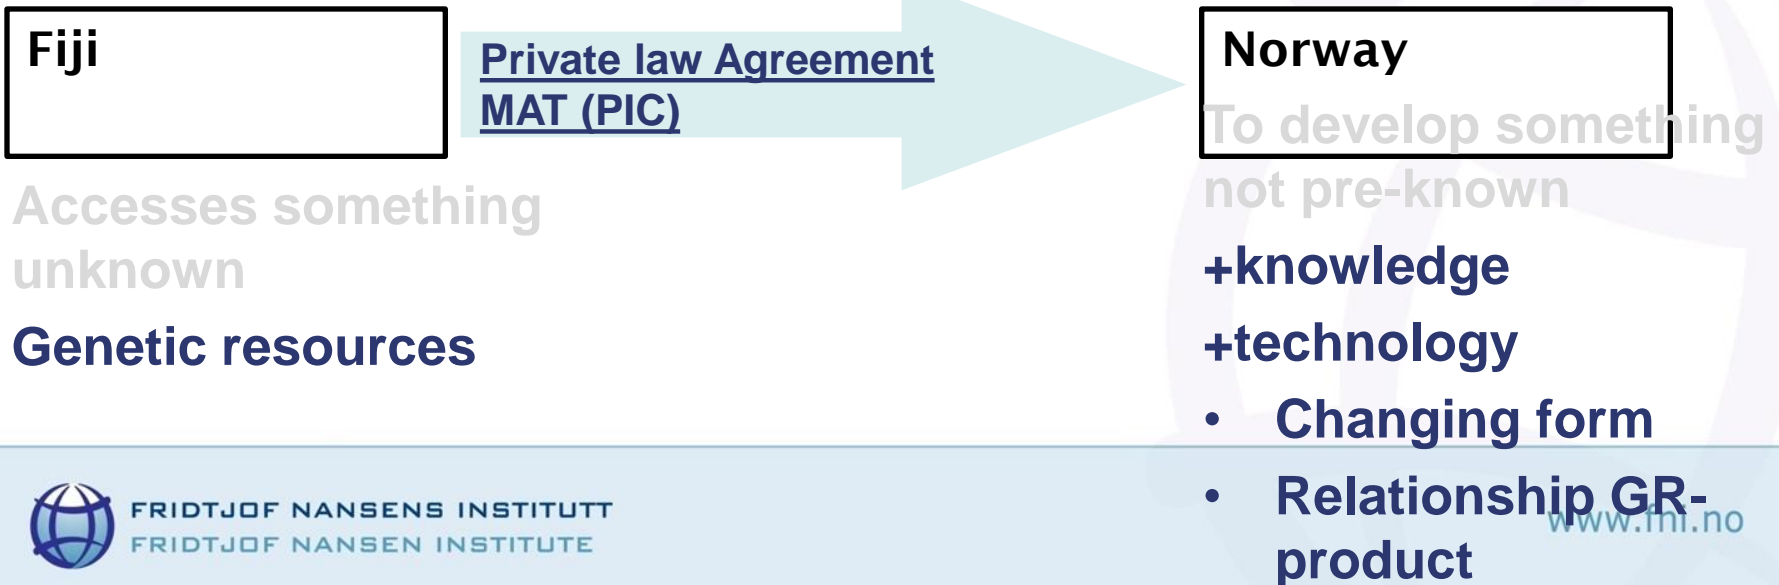 Fiji
Private law Agreement
MAT (PIC)
Norway
To develop something
not pre-known
Accesses something
unknown
Genetic resources
+knowledge
+technology
• Changing form
• Relationship GR-
product
FRIDTJOF NANSENS INSTITUTT
FRIDTJOF NANSEN INSTITUTE
www.fni.no